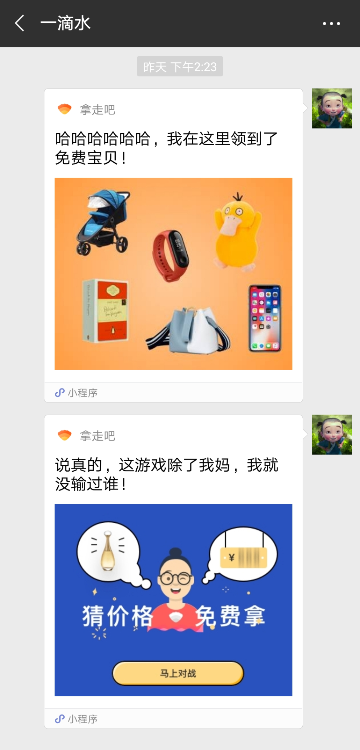 一滴水
昨天 下午2:23
拿走吧
哈哈哈哈哈哈，我在这里领到了
免费宝贝！
小程序
拿走吧
说真的，这游戏除了我妈，我就
没输过谁！
¥
猜价格 免费拿
马上对战
小程序